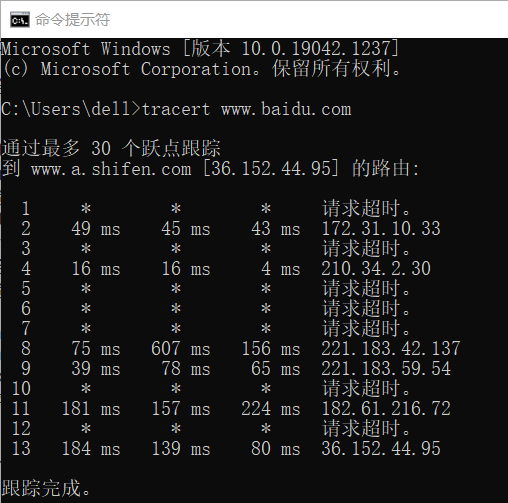 命令提示符
Microsoft Windows [版本 10.0.19042.1237]
(c) Microsoft Corporation。保留所有权利。
C:\Users\dell>tracert www.baidu.com
通过最多 30 个跃点跟踪
到 www.a.shifen.com [36.152.44.95] 的路由:
1 * * * 请求超时。
2 49 ms 45 ms 43 ms 172.31.10.33
3 * * * 请求超时。
4 16 ms 16 ms 4 ms 210.34.2.30
5 * * * 请求超时。
6 * * * 请求超时。
7 * * * 请求超时。
8 75 ms 607 ms 156 ms 221.183.42.137
9 39 ms 78 ms 65 ms 221.183.59.54
10 * * * 请求超时。
11 181 ms 157 ms 224 ms 182.61.216.72
12 * * * 请求超时。
13 184 ms 139 ms 80 ms 36.152.44.95
跟踪完成。